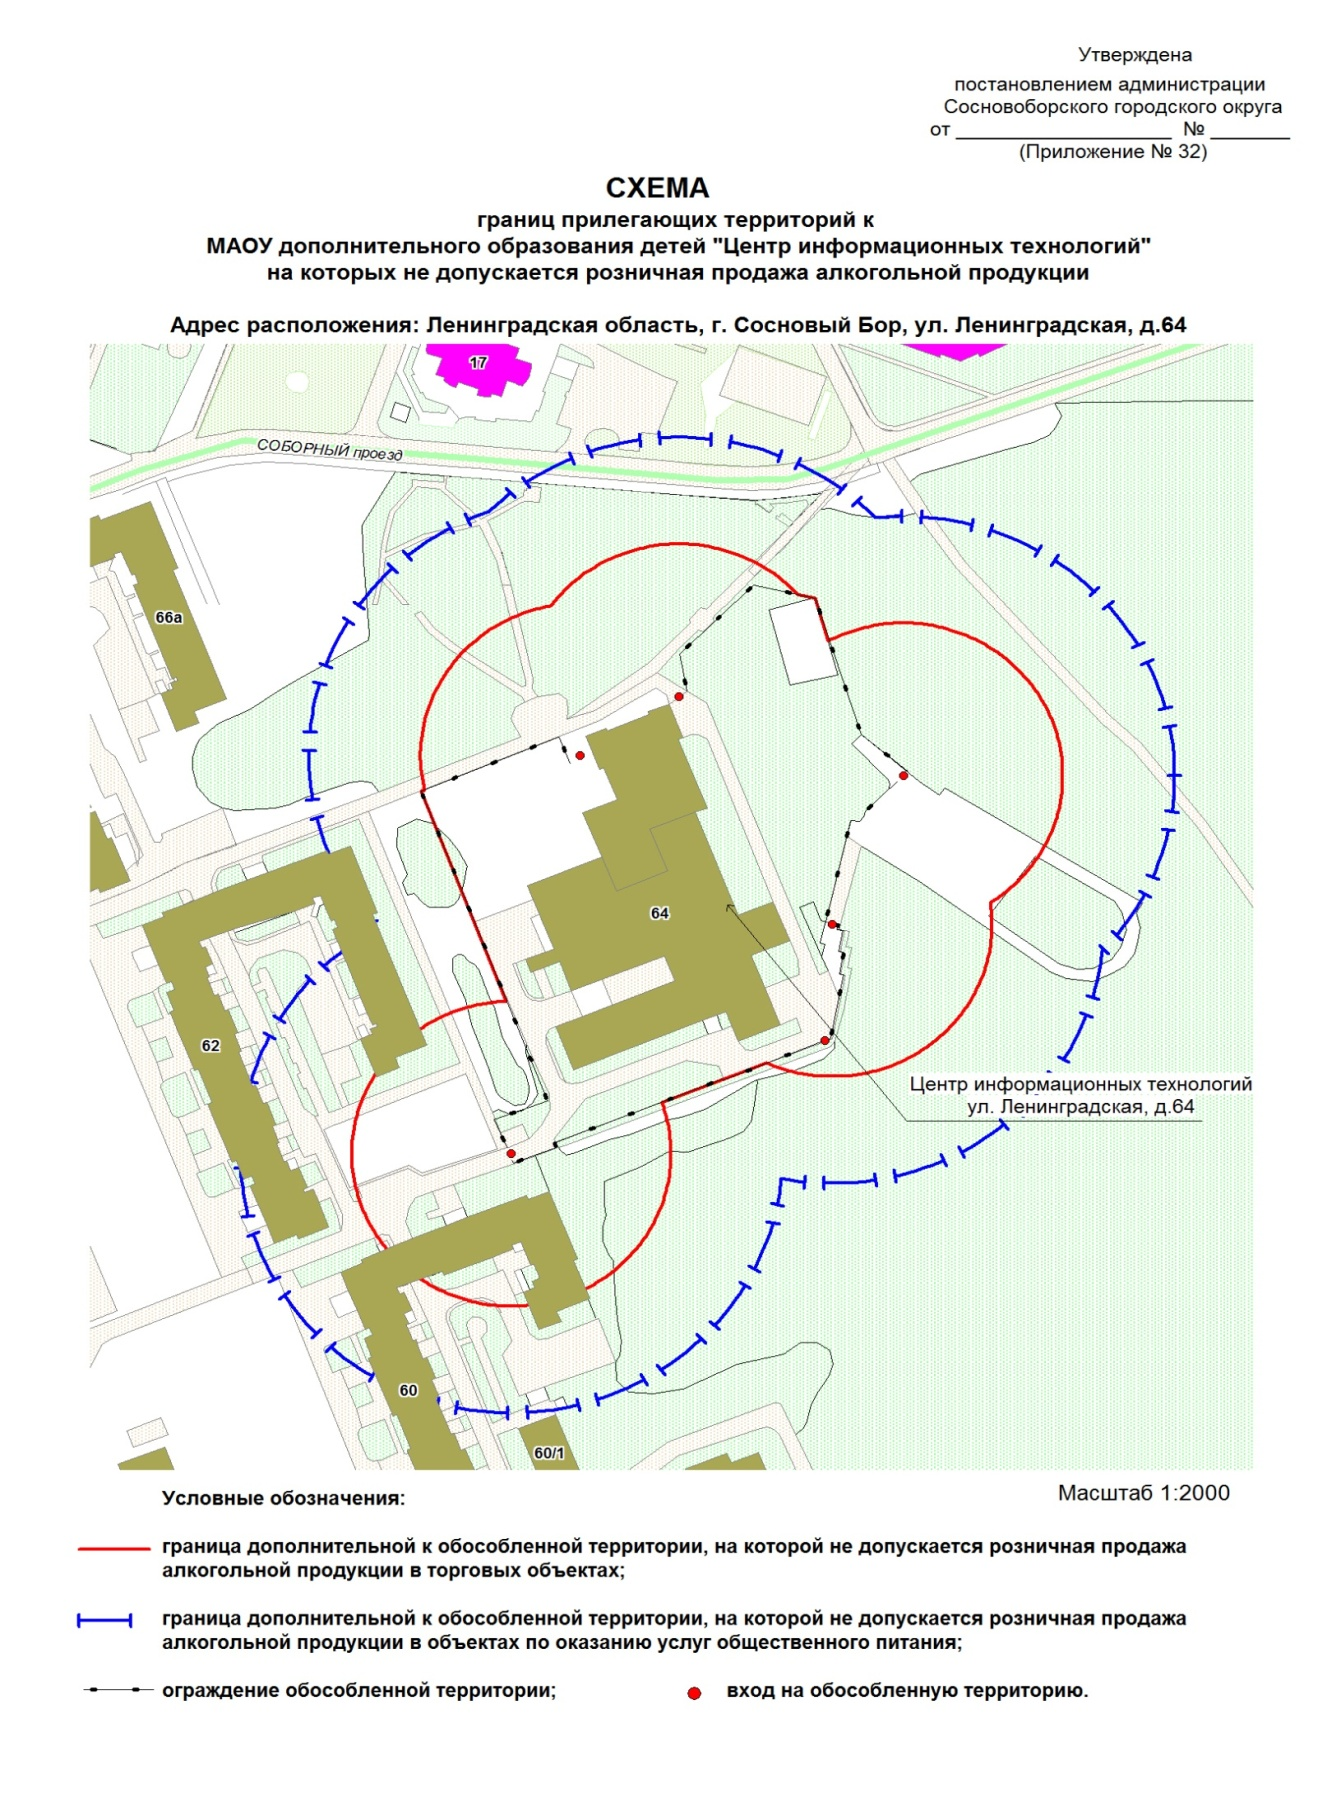 Утверждена
постановлением администрации
Сосновоборского городского округа
от ____________________ № ________
(Приложение № 32)
СХЕМА
границ прилегающих территорий к
МАОУ дополнительного образования детей "Центр информационных технологий"
на которых не допускается розничная продажа алкогольной продукции
Адрес расположения: Ленинградская область, г. Сосновый Бор, ул. Ленинградская, д.64
17
СОБОРНЫЙ проезд
66а
64
62
Центр информационных технологий
ул. Ленинградская, д.64
60
60/1
Масштаб 1:2000
Условные обозначения:
граница дополнительной к обособленной территории, на которой не допускается розничная продажа
алкогольной продукции в торговых объектах;
граница дополнительной к обособленной территории, на которой не допускается розничная продажа
алкогольной продукции в объектах по оказанию услуг общественного питания;
ограждение обособленной территории;
вход на обособленную территорию.